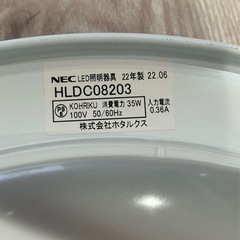 NEC LED照明器具 22年製 22.06
HLDC08203
PSE KOHRIKU 消費電力 35W 入力電流
100V 50/60Hz 0.36A
株式会社ホタルクス